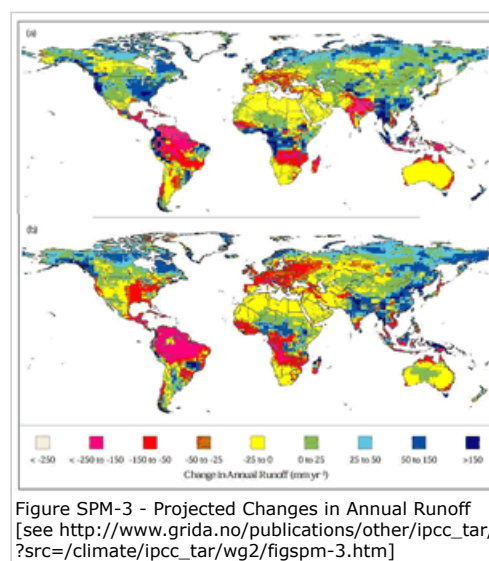 (a)
(b)
< -250 < -250 to -150 -150 to -50 -50 to -25 -25 to 0 0 to 25 25 to 50 50 to 150 >150
Change in Annual Runoff (mm yr⁻¹)
Figure SPM-3 - Projected Changes in Annual Runoff
[see http://www.grida.no/publications/other/ipcc_tar/
?src=/climate/ipcc_tar/wg2/figspm-3.htm]